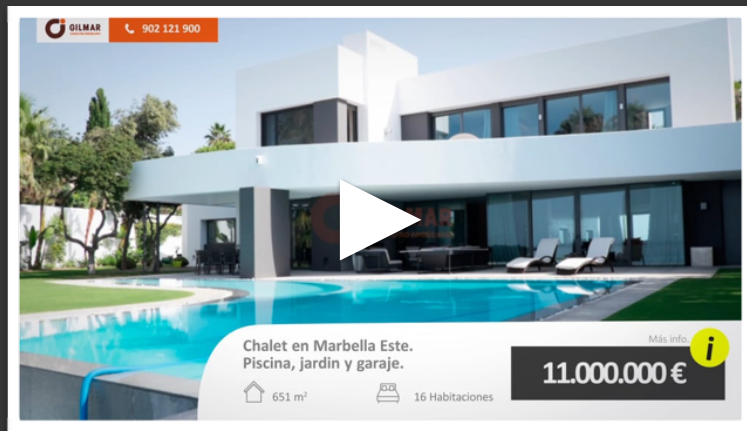 GILMAR
902 121 900
Chalet en Marbella Este.
Piscina, jardin y garaje.
651 m²
16 Habitaciones
Más info.
i
11.000.000 €